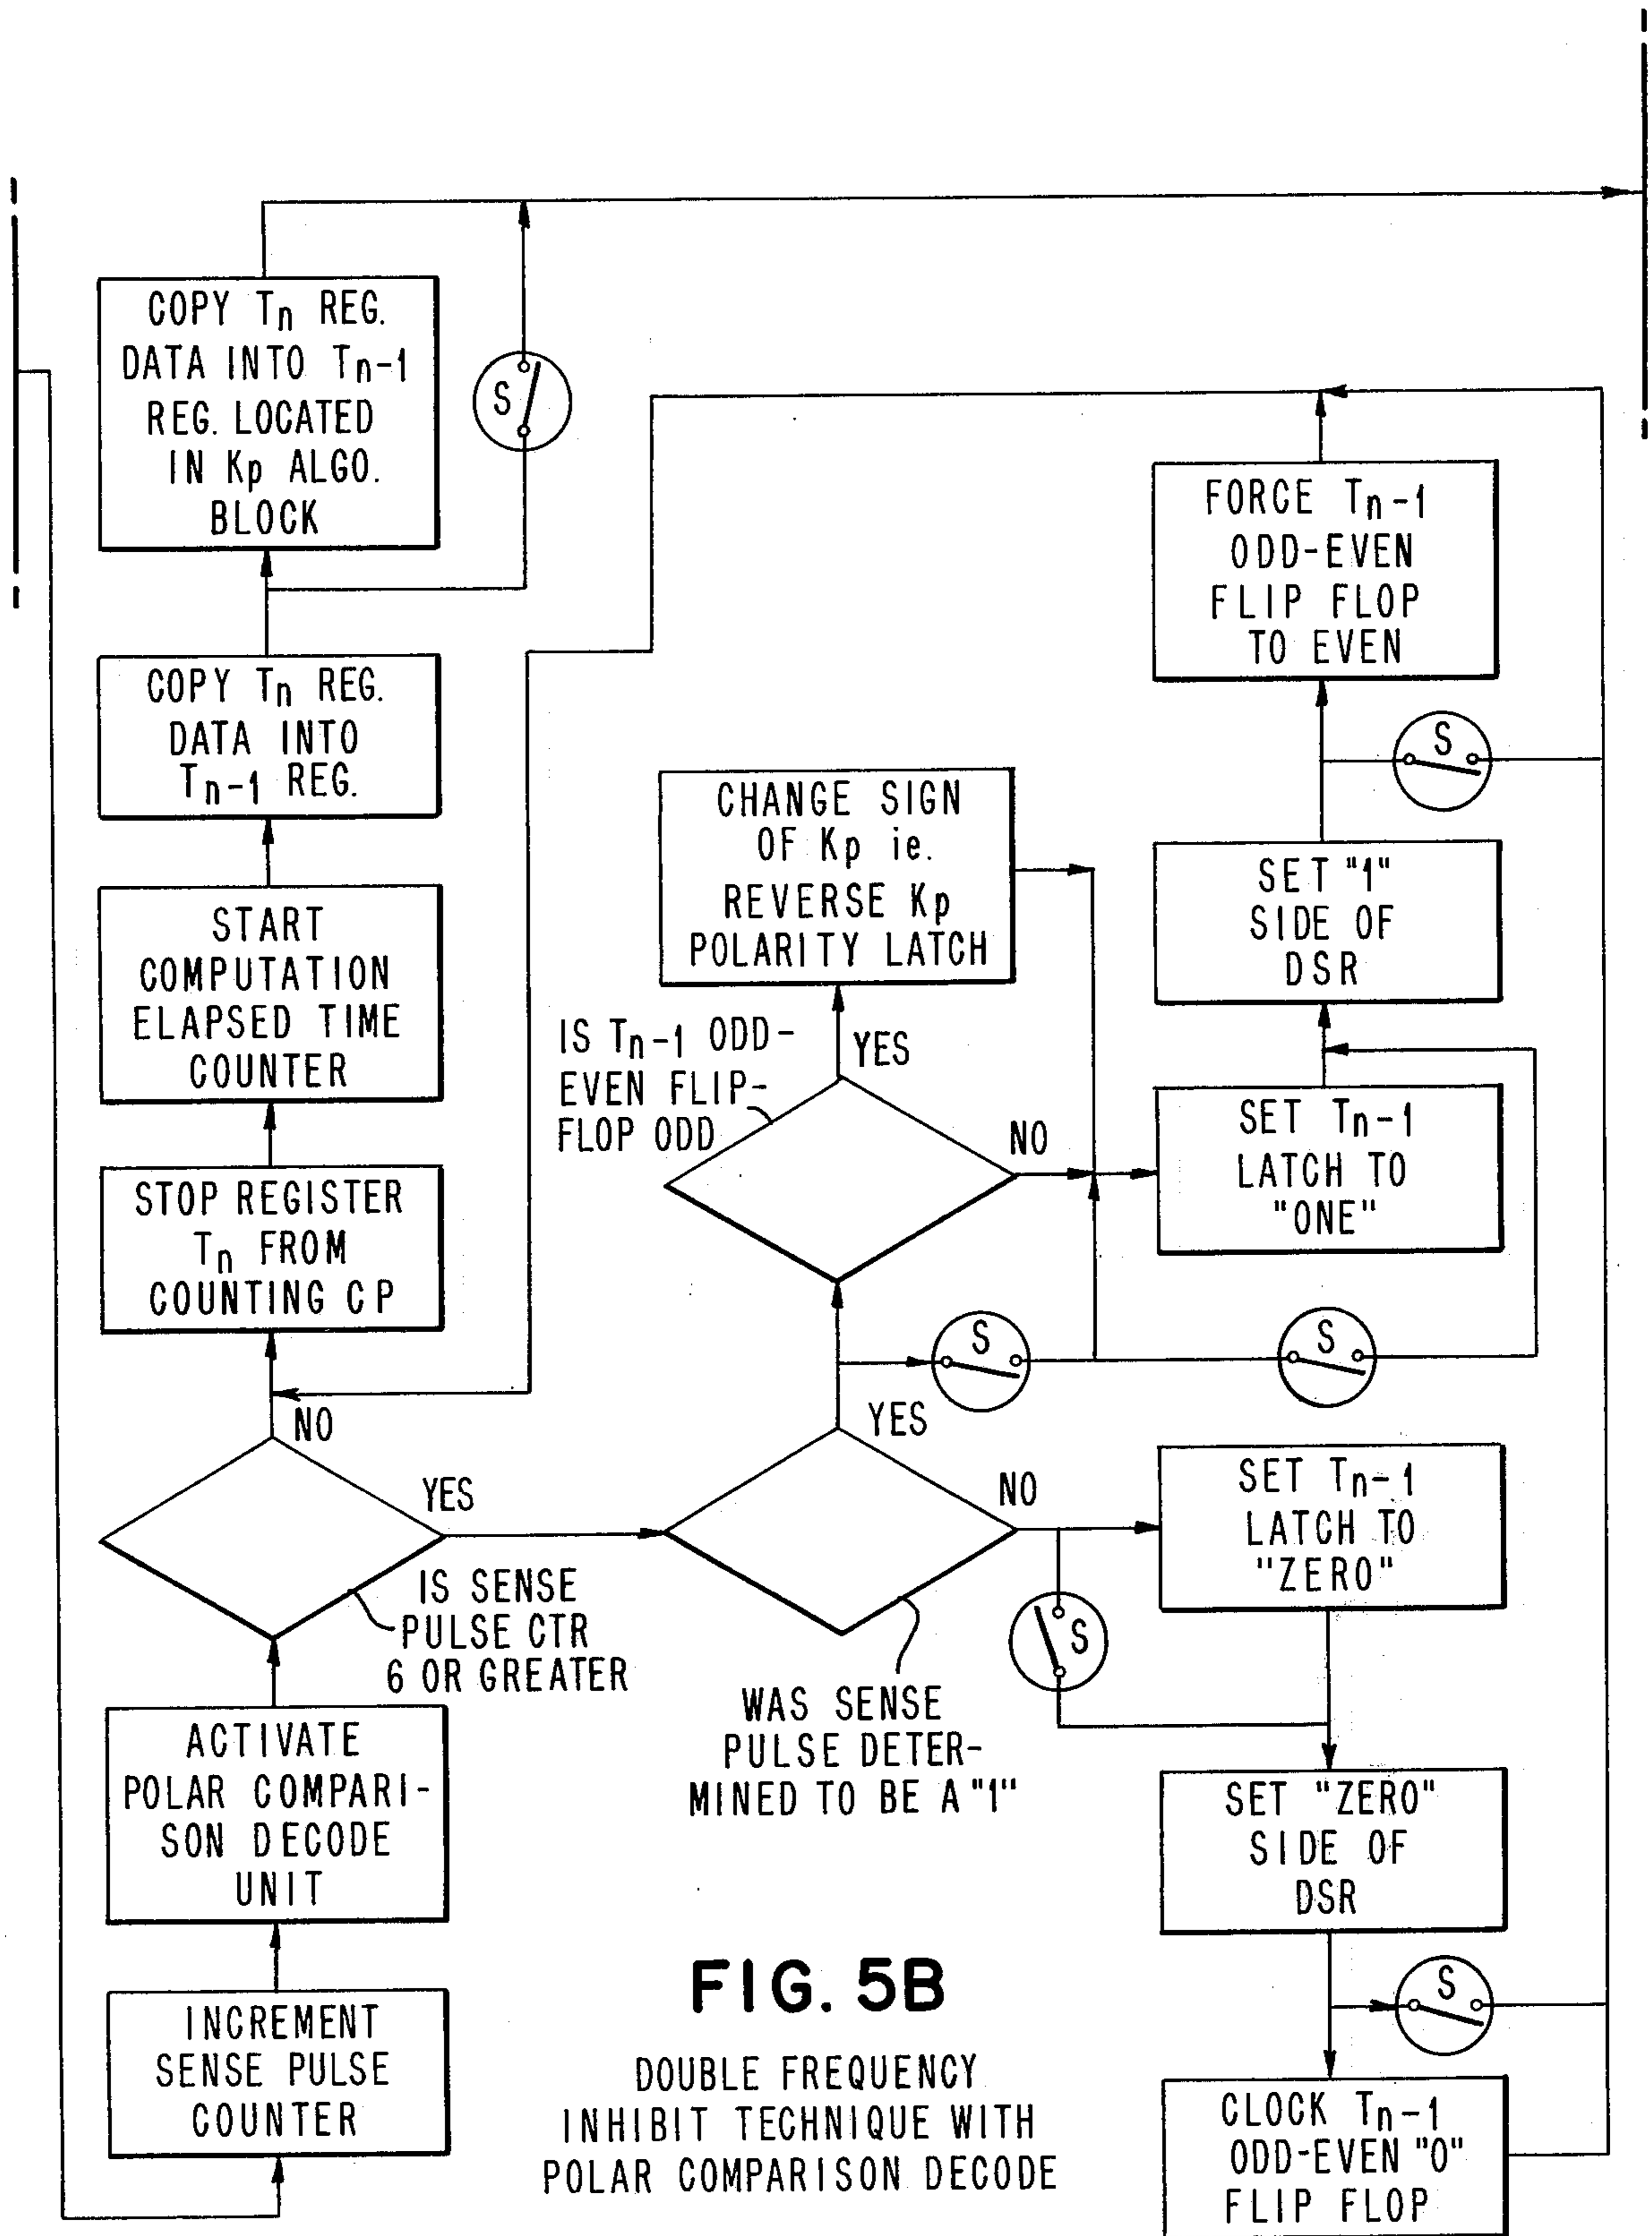 COPY Tn REG.
DATA INTO Tn-1
REG. LOCATED
IN Kp ALGO.
BLOCK
S
COPY Tn REG.
DATA INTO
Tn-1 REG.
START
COMPUTATION
ELAPSED TIME
COUNTER
STOP REGISTER
Tn FROM
COUNTING CP
NO
YES
IS SENSE
PULSE CTR
6 OR GREATER
ACTIVATE
POLAR COMPARI-
SON DECODE
UNIT
INCREMENT
SENSE PULSE
COUNTER
CHANGE SIGN
OF Kp ie.
REVERSE Kp
POLARITY LATCH
IS Tn-1 ODD-
EVEN FLIP-
FLOP ODD
YES
NO
S
S
YES
NO
S
WAS SENSE
PULSE DETER-
MINED TO BE A "1"
FORCE Tn-1
ODD-EVEN
FLIP FLOP
TO EVEN
S
SET "1"
SIDE OF
DSR
SET Tn-1
LATCH TO
"ONE"
SET Tn-1
LATCH TO
"ZERO"
SET "ZERO"
SIDE OF
DSR
S
CLOCK Tn-1
ODD-EVEN "0"
FLIP FLOP
FIG. 5B
DOUBLE FREQUENCY
INHIBIT TECHNIQUE WITH
POLAR COMPARISON DECODE